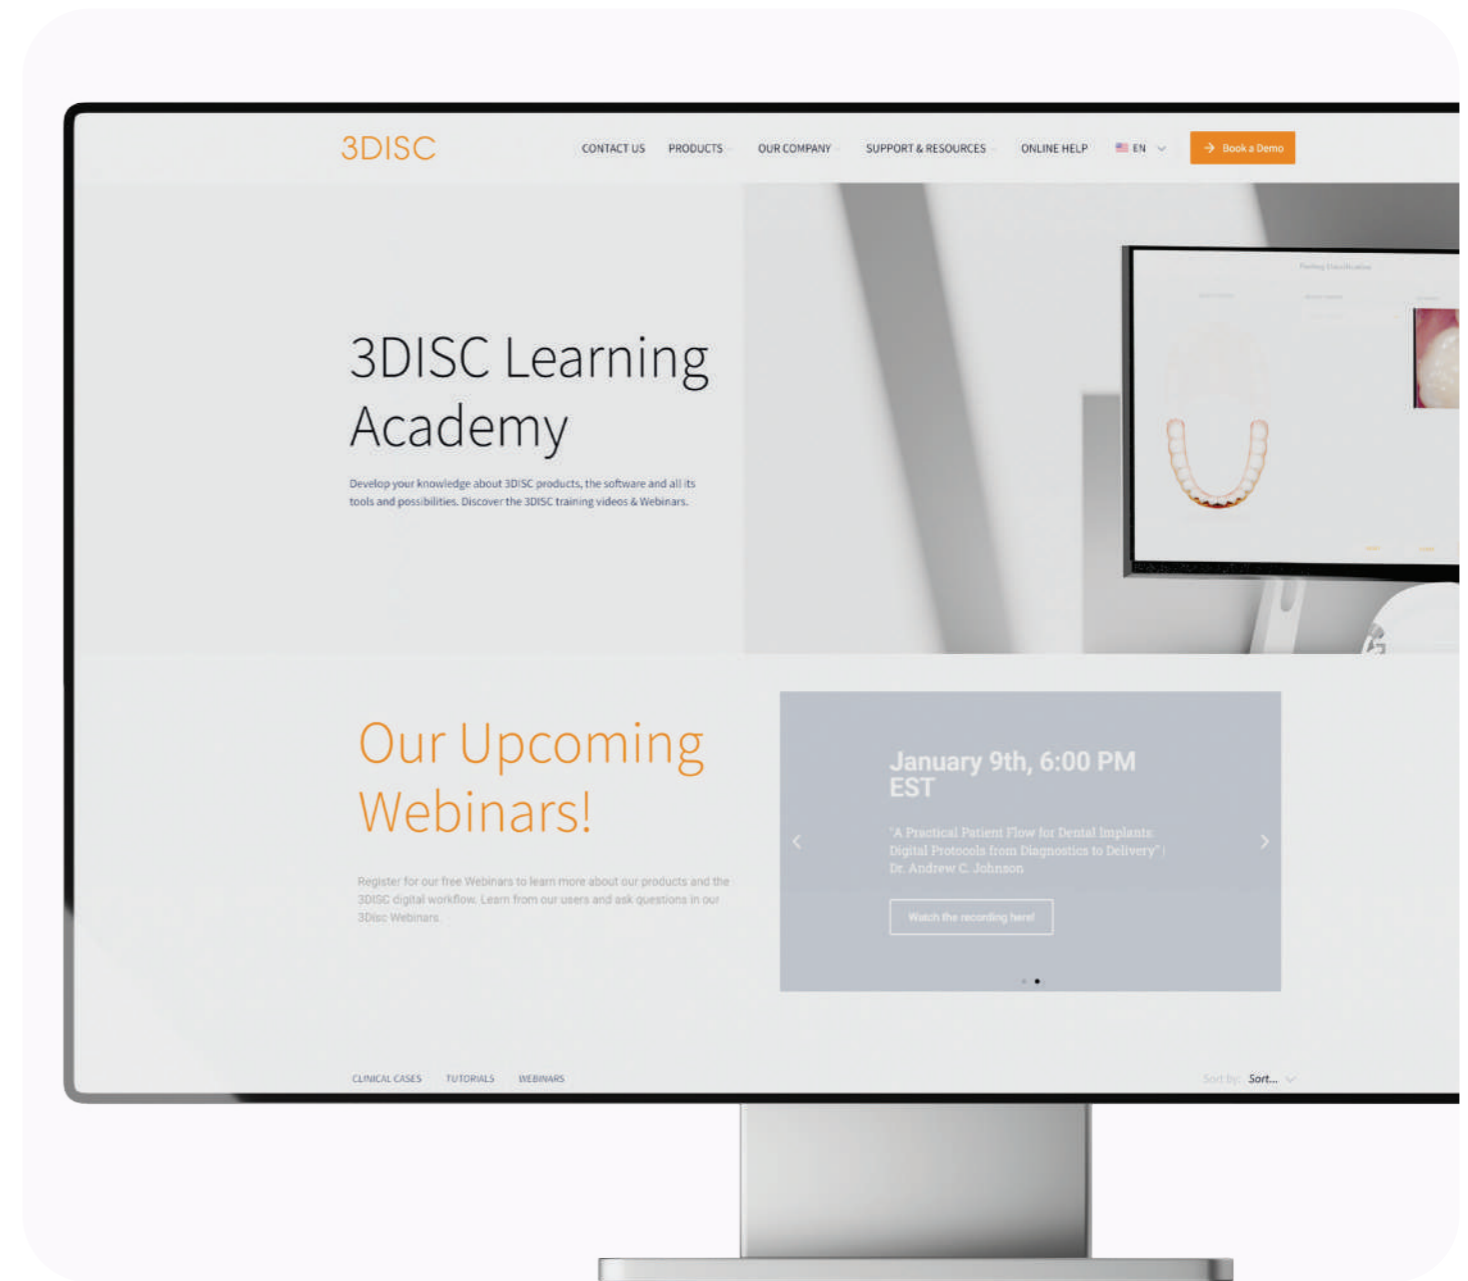 3DISC
CONTACT US PRODUCTS OUR COMPANY SUPPORT & RESOURCES ONLINE HELP EN Book a Demo
3DISC Learning
Academy
Develop your knowledge about 3DISC products, the software and all its
tools and possibilities. Discover the 3DISC training videos & Webinars.
Our Upcoming
Webinars!
Register for our free Webinars to learn more about our products and the
3DISC digital workflow. Learn from our users and ask questions in our
3Disc Webinars.
January 9th, 6:00 PM
EST
"A Practical Patient Flow for Dental Implants:
Digital Protocols from Diagnostics to Delivery" |
Dr. Andrew C. Johnson
Watch the recording here!
CLINICAL CASES TUTORIALS WEBINARS
Sort by: Sort...